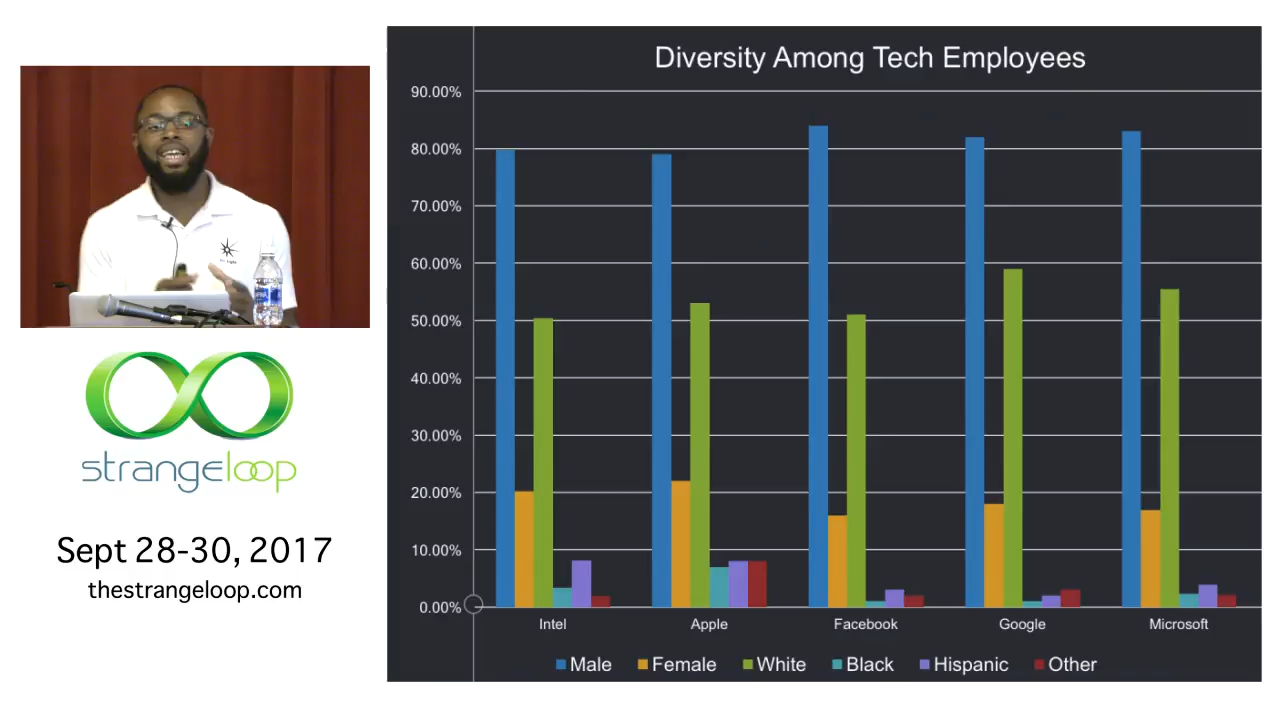 Diversity Among Tech Employees
90.00%
80.00%
70.00%
60.00%
50.00%
40.00%
30.00%
20.00%
10.00%
0.00%
Intel Apple Facebook Google Microsoft
Male Female White Black Hispanic Other
strangeloop
Sept 28-30, 2017
thestrangeloop.com